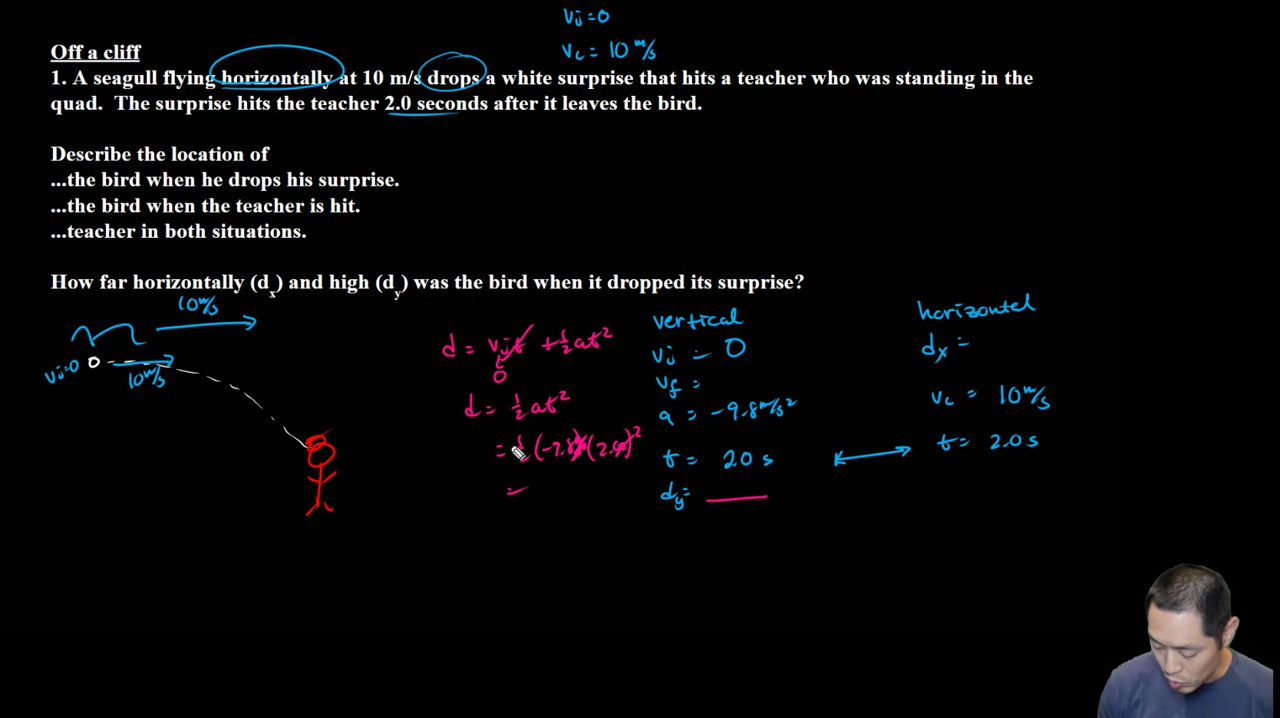 vi = 0
vc = 10 m/s
Off a cliff
1. A seagull flying horizontally at 10 m/s drops a white surprise that hits a teacher who was standing in the
quad. The surprise hits the teacher 2.0 seconds after it leaves the bird.
Describe the location of
...the bird when he drops his surprise.
...the bird when the teacher is hit.
...teacher in both situations.
How far horizontally (dx) and high (dy) was the bird when it dropped its surprise?
10 m/s
vi=0
10 m/s
d = vit + ½at²
0
d = ½at²
= ½(-9.8)(2.0)²
=
vertical
vi = 0
vf =
a = -9.8 m/s²
t = 2.0 s
dy =
horizontal
dx =
vc = 10 m/s
t = 2.0 s